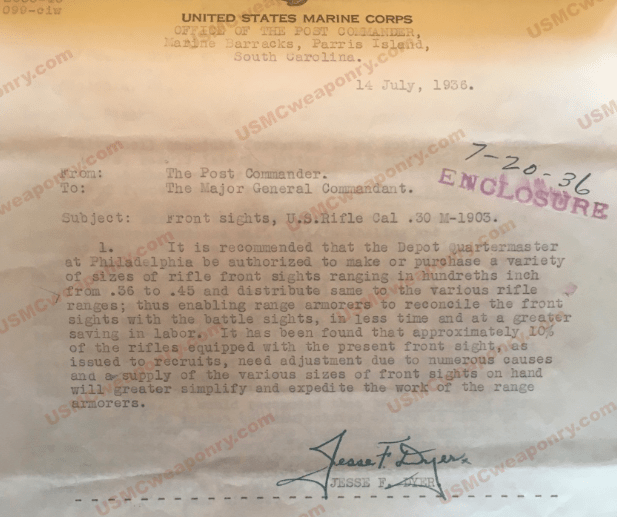 099-ciw
UNITED STATES MARINE CORPS
OFFICE OF THE POST COMMANDER,
Marine Barracks, Parris Island,
South Carolina.
14 July, 1936.
7-20-36
ENCLOSURE
From: The Post Commander.
To: The Major General Commandant.
Subject: Front sights, U.S.Rifle Cal .30 M-1903.
1. It is recommended that the Depot quartermaster
at Philadelphia be authorized to make or purchase a variety
of sizes of rifle front sights ranging in hundreths inch
from .36 to .45 and distribute same to the various rifle
ranges; thus enabling range armorers to reconcile the front
sights with the battle sights, in less time and at a greater
saving in labor. It has been found that approximately 10%
of the rifles equipped with the present front sight, as
issued to recruits, need adjustment due to numerous causes
and a supply of the various sizes of front sights on hand
will greater simplify and expedite the work of the range
armorers.
Jesse F. Dyer
JESSE F. DYER.
USMCweaponry.com